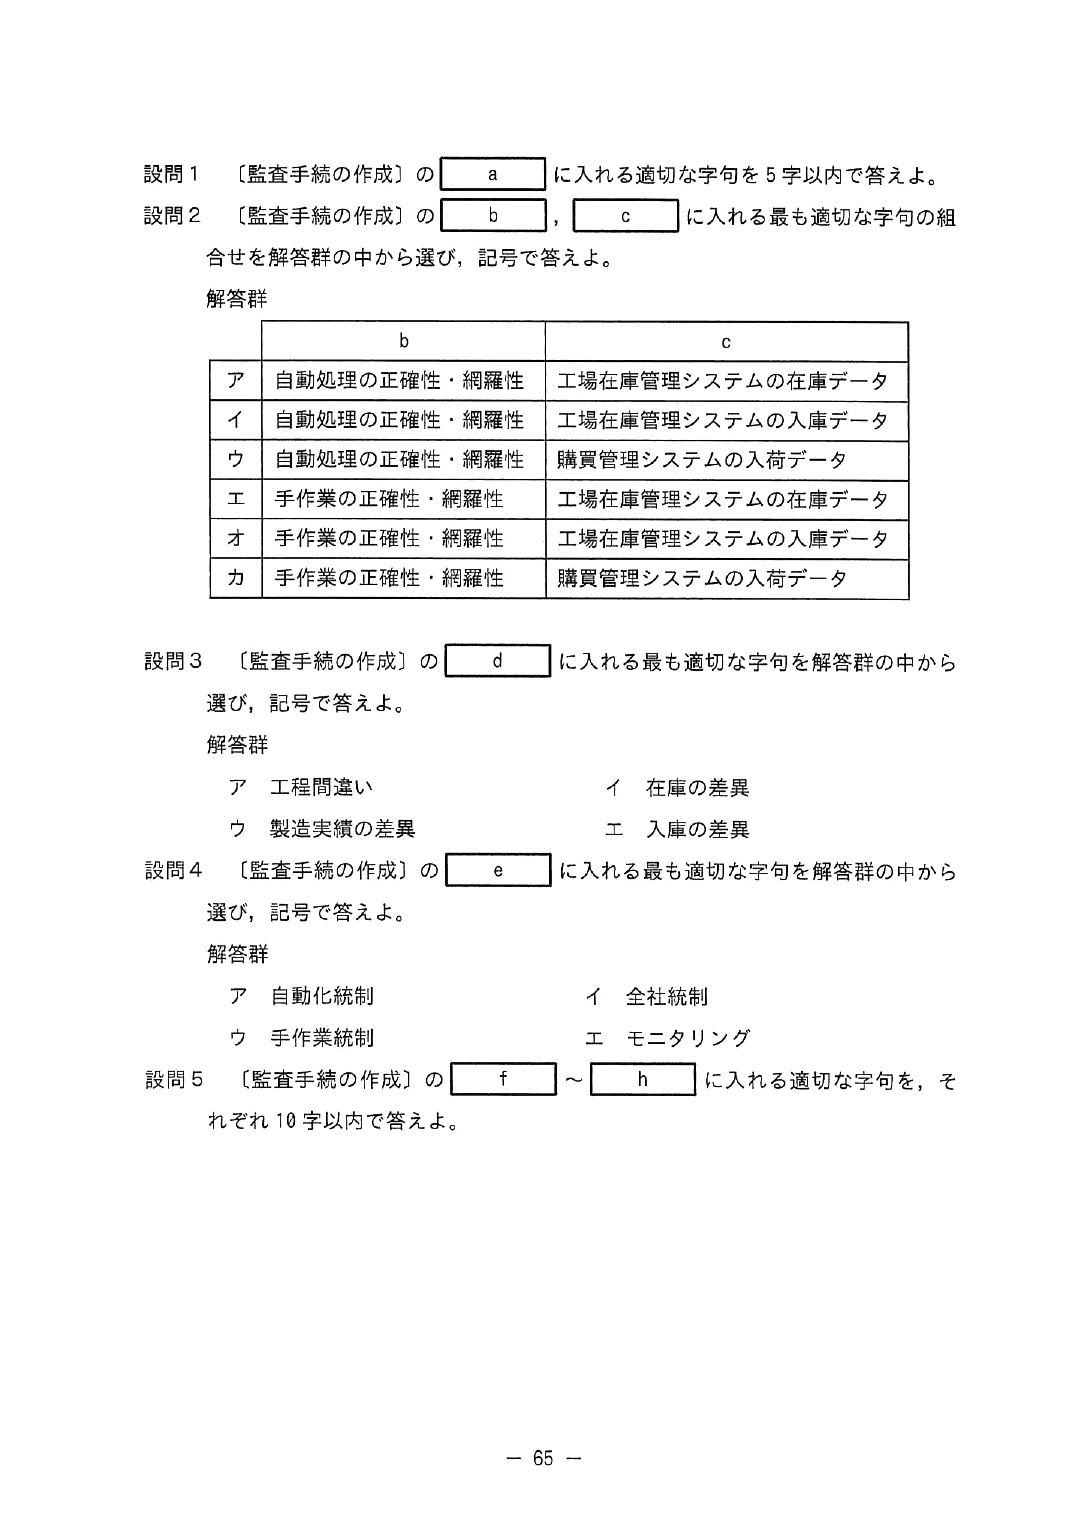 設問1 〔監査手続の作成〕の a に入れる適切な字句を5字以内で答えよ。
設問2 〔監査手続の作成〕の b ， c に入れる最も適切な字句の組
合せを解答群の中から選び，記号で答えよ。
解答群
b c
ア 自動処理の正確性・網羅性 工場在庫管理システムの在庫データ
イ 自動処理の正確性・網羅性 工場在庫管理システムの入庫データ
ウ 自動処理の正確性・網羅性 購買管理システムの入荷データ
エ 手作業の正確性・網羅性 工場在庫管理システムの在庫データ
オ 手作業の正確性・網羅性 工場在庫管理システムの入庫データ
カ 手作業の正確性・網羅性 購買管理システムの入荷データ
設問3 〔監査手続の作成〕の d に入れる最も適切な字句を解答群の中から
選び，記号で答えよ。
解答群
ア 工程間違い イ 在庫の差異
ウ 製造実績の差異 エ 入庫の差異
設問4 〔監査手続の作成〕の e に入れる最も適切な字句を解答群の中から
選び，記号で答えよ。
解答群
ア 自動化統制 イ 全社統制
ウ 手作業統制 エ モニタリング
設問5 〔監査手続の作成〕の f ～ h に入れる適切な字句を，そ
れぞれ10字以内で答えよ。
－ 65 －